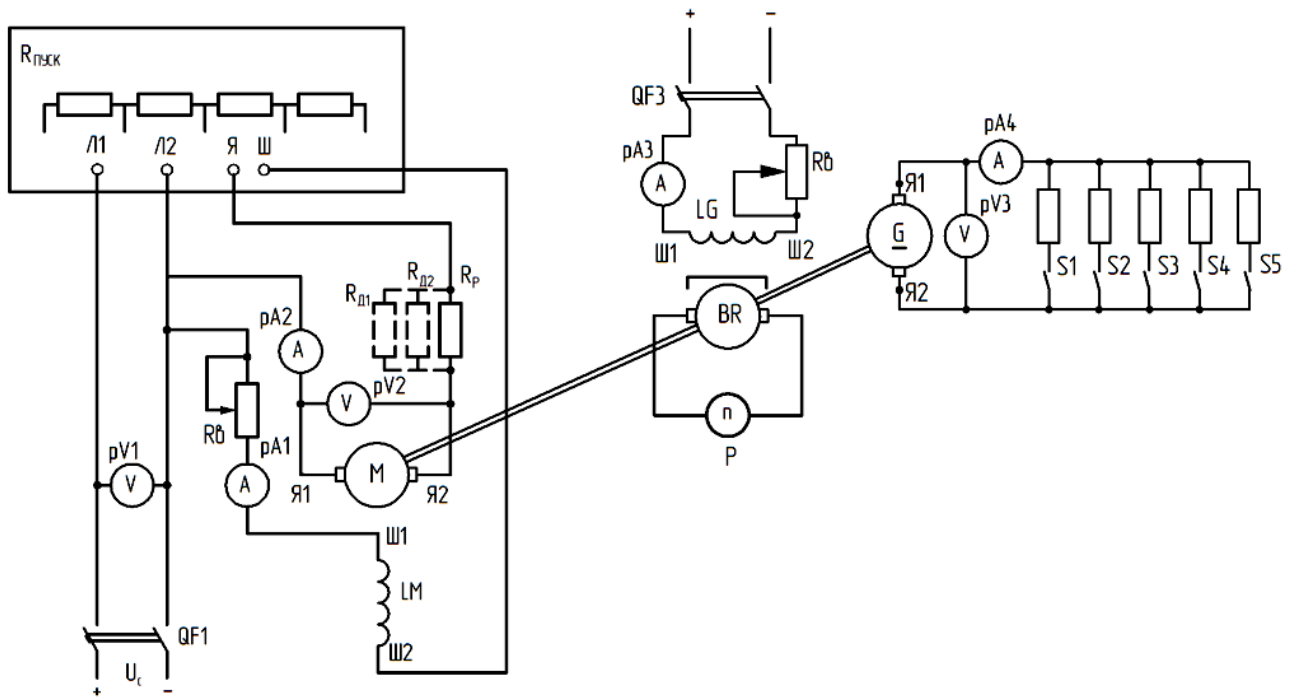 R ПУСК
Л1 Л2 Я Ш
+ −
QF3
pA3
A
Rв
LG
Ш1 Ш2
pA4
A
Я1
G
pV3
V
Я2
S1 S2 S3 S4 S5
RД1 RД2 RР
pA2
A
pV2
V
BR
n
P
Rв
pA1
A
pV1
V
M
Я1 Я2
Ш1
LM
Ш2
QF1
Uс
+ −